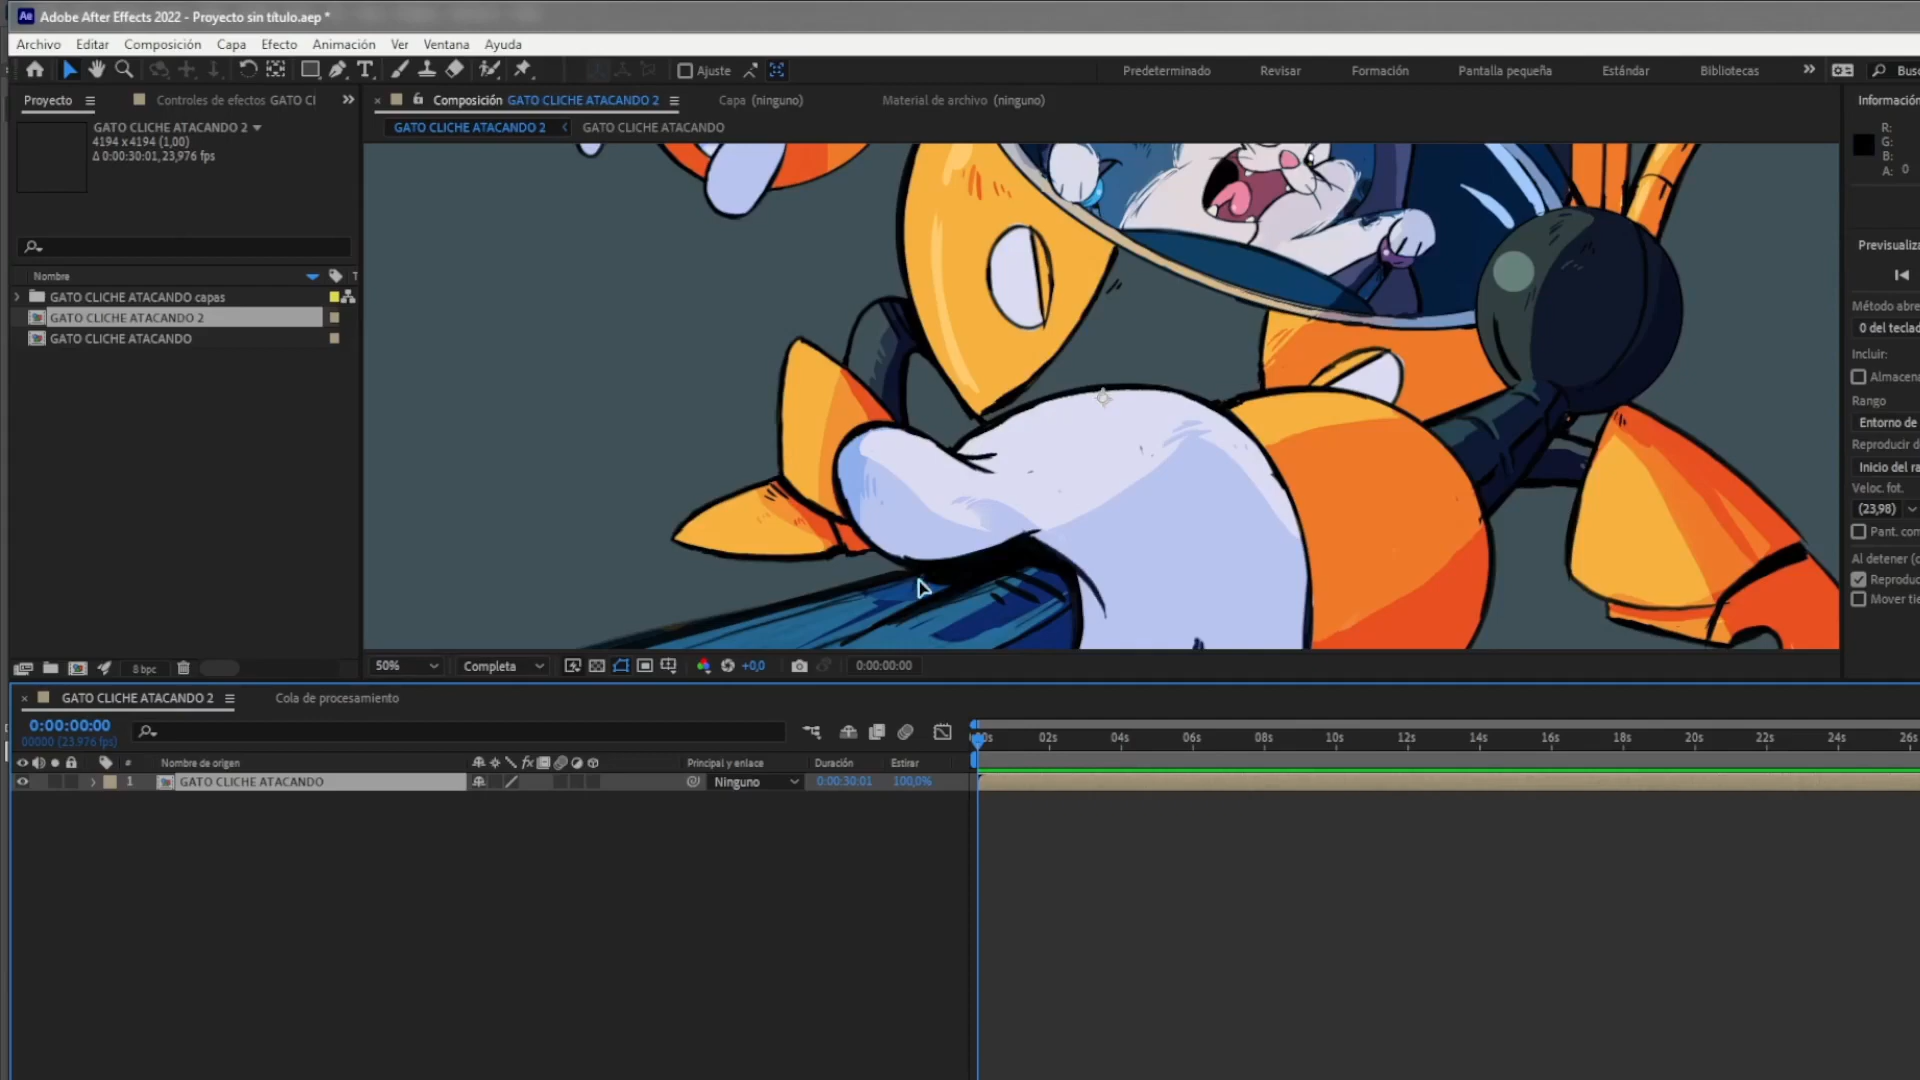 Adobe After Effects 2022 - Proyecto sin título.aep *
Archivo Editar Composición Capa Efecto Animación Ver Ventana Ayuda
Ajuste Predeterminado Revisar Formación Pantalla pequeña Estándar Bibliotecas Busc
Proyecto Controles de efectos GATO CI Composición GATO CLICHE ATACANDO 2 Capa (ninguno) Material de archivo (ninguno) Información
GATO CLICHE ATACANDO 2 GATO CLICHE ATACANDO
GATO CLICHE ATACANDO 2
4194 x4194 (1,00)
Δ 0:00:30:01, 23,976 fps
R:
G:
B:
A: 0
Previsualiza
Nombre T
GATO CLICHE ATACANDO capas
GATO CLICHE ATACANDO 2
GATO CLICHE ATACANDO
Método abre
0 del teclad
Incluir:
Almacena
Rango
Entorno de
Reproducir d
Inicio del ra
Veloc. fot.
(23,98)
Pant. com
Al detener (c
Reproduc
Mover tie
8 bpc
50% Completa +0,0 0:00:00:00
GATO CLICHE ATACANDO 2 Cola de procesamiento
0:00:00:00
00000 (23.976 fps)
00s 02s 04s 06s 08s 10s 12s 14s 16s 18s 20s 22s 24s 26s
# Nombre de origen fx Principal y enlace Duración Estirar
1 GATO CLICHE ATACANDO Ninguno 0:00:30:01 100,0%